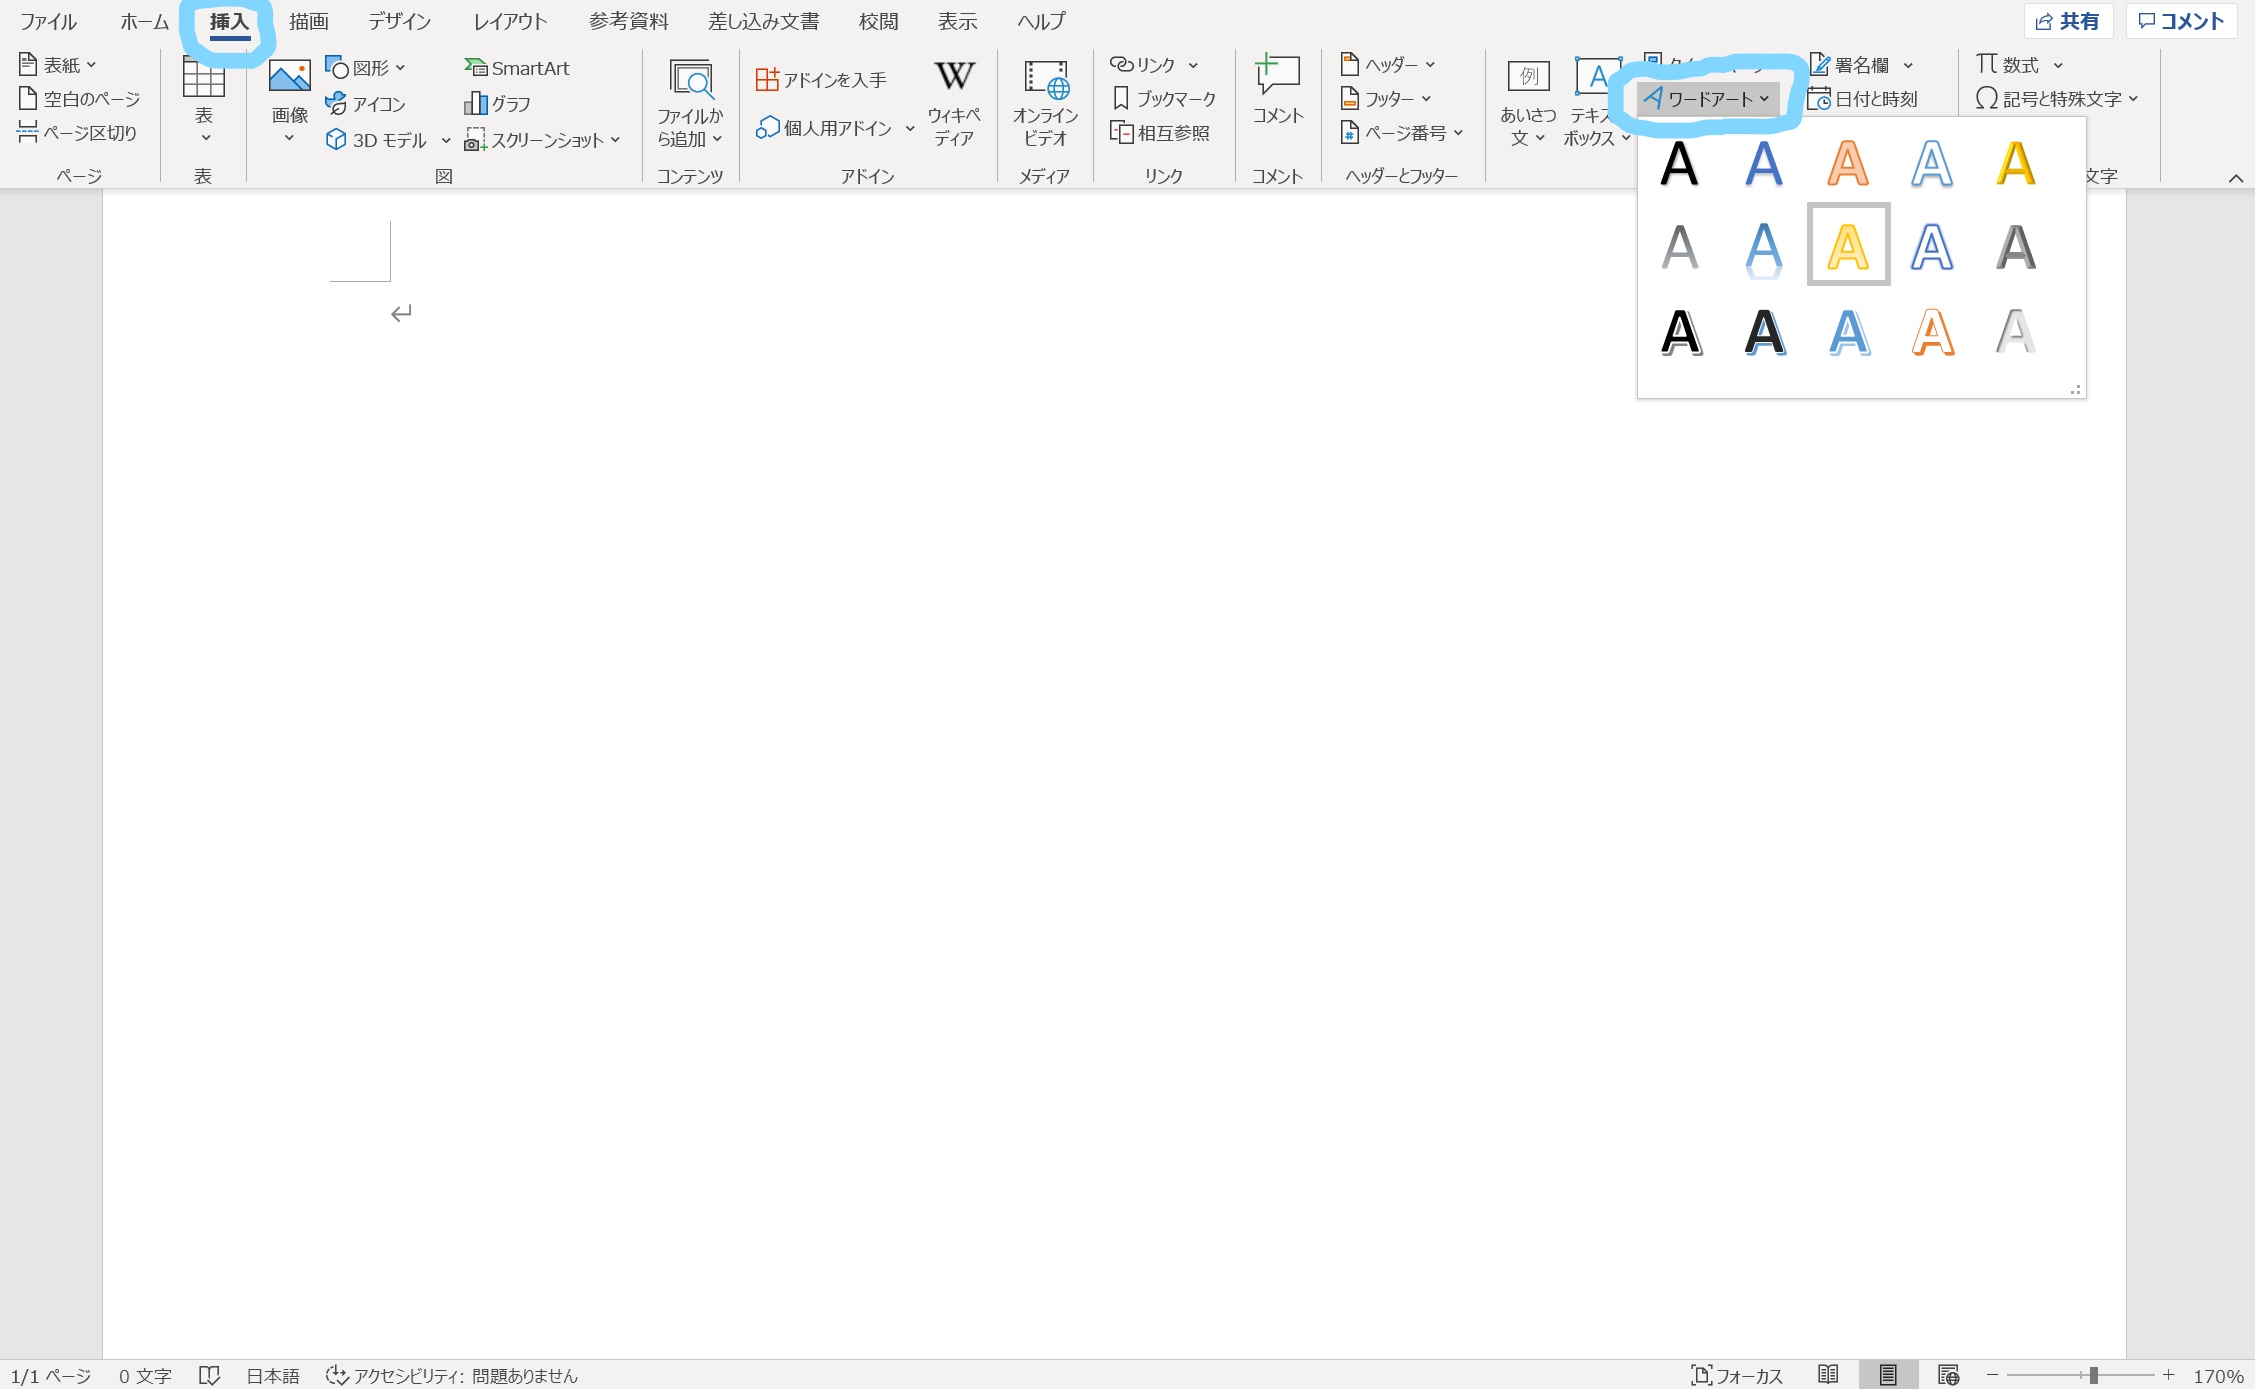 ファイル ホーム 挿入 描画 デザイン レイアウト 参考資料 差し込み文書 校閲 表示 ヘルプ 共有 コメント
表紙
空白のページ
ページ区切り
ページ
表
表
画像
図形
アイコン
3D モデル
SmartArt
グラフ
スクリーンショット
図
ファイルか
ら追加
コンテンツ
アドインを入手
個人用アドイン
ウィキペ
ディア
アドイン
オンライン
ビデオ
メディア
リンク
ブックマーク
相互参照
リンク
コメント
コメント
ヘッダー
フッター
ページ番号
ヘッダーとフッター
例
あいさつ
文
A
テキス
ボックス
ワードアート
署名欄
日付と時刻
文字
π 数式
Ω 記号と特殊文字
A A A A A
A A A A A
A A A A A
1/1 ページ 0 文字 日本語 アクセシビリティ: 問題ありません フォーカス 170%